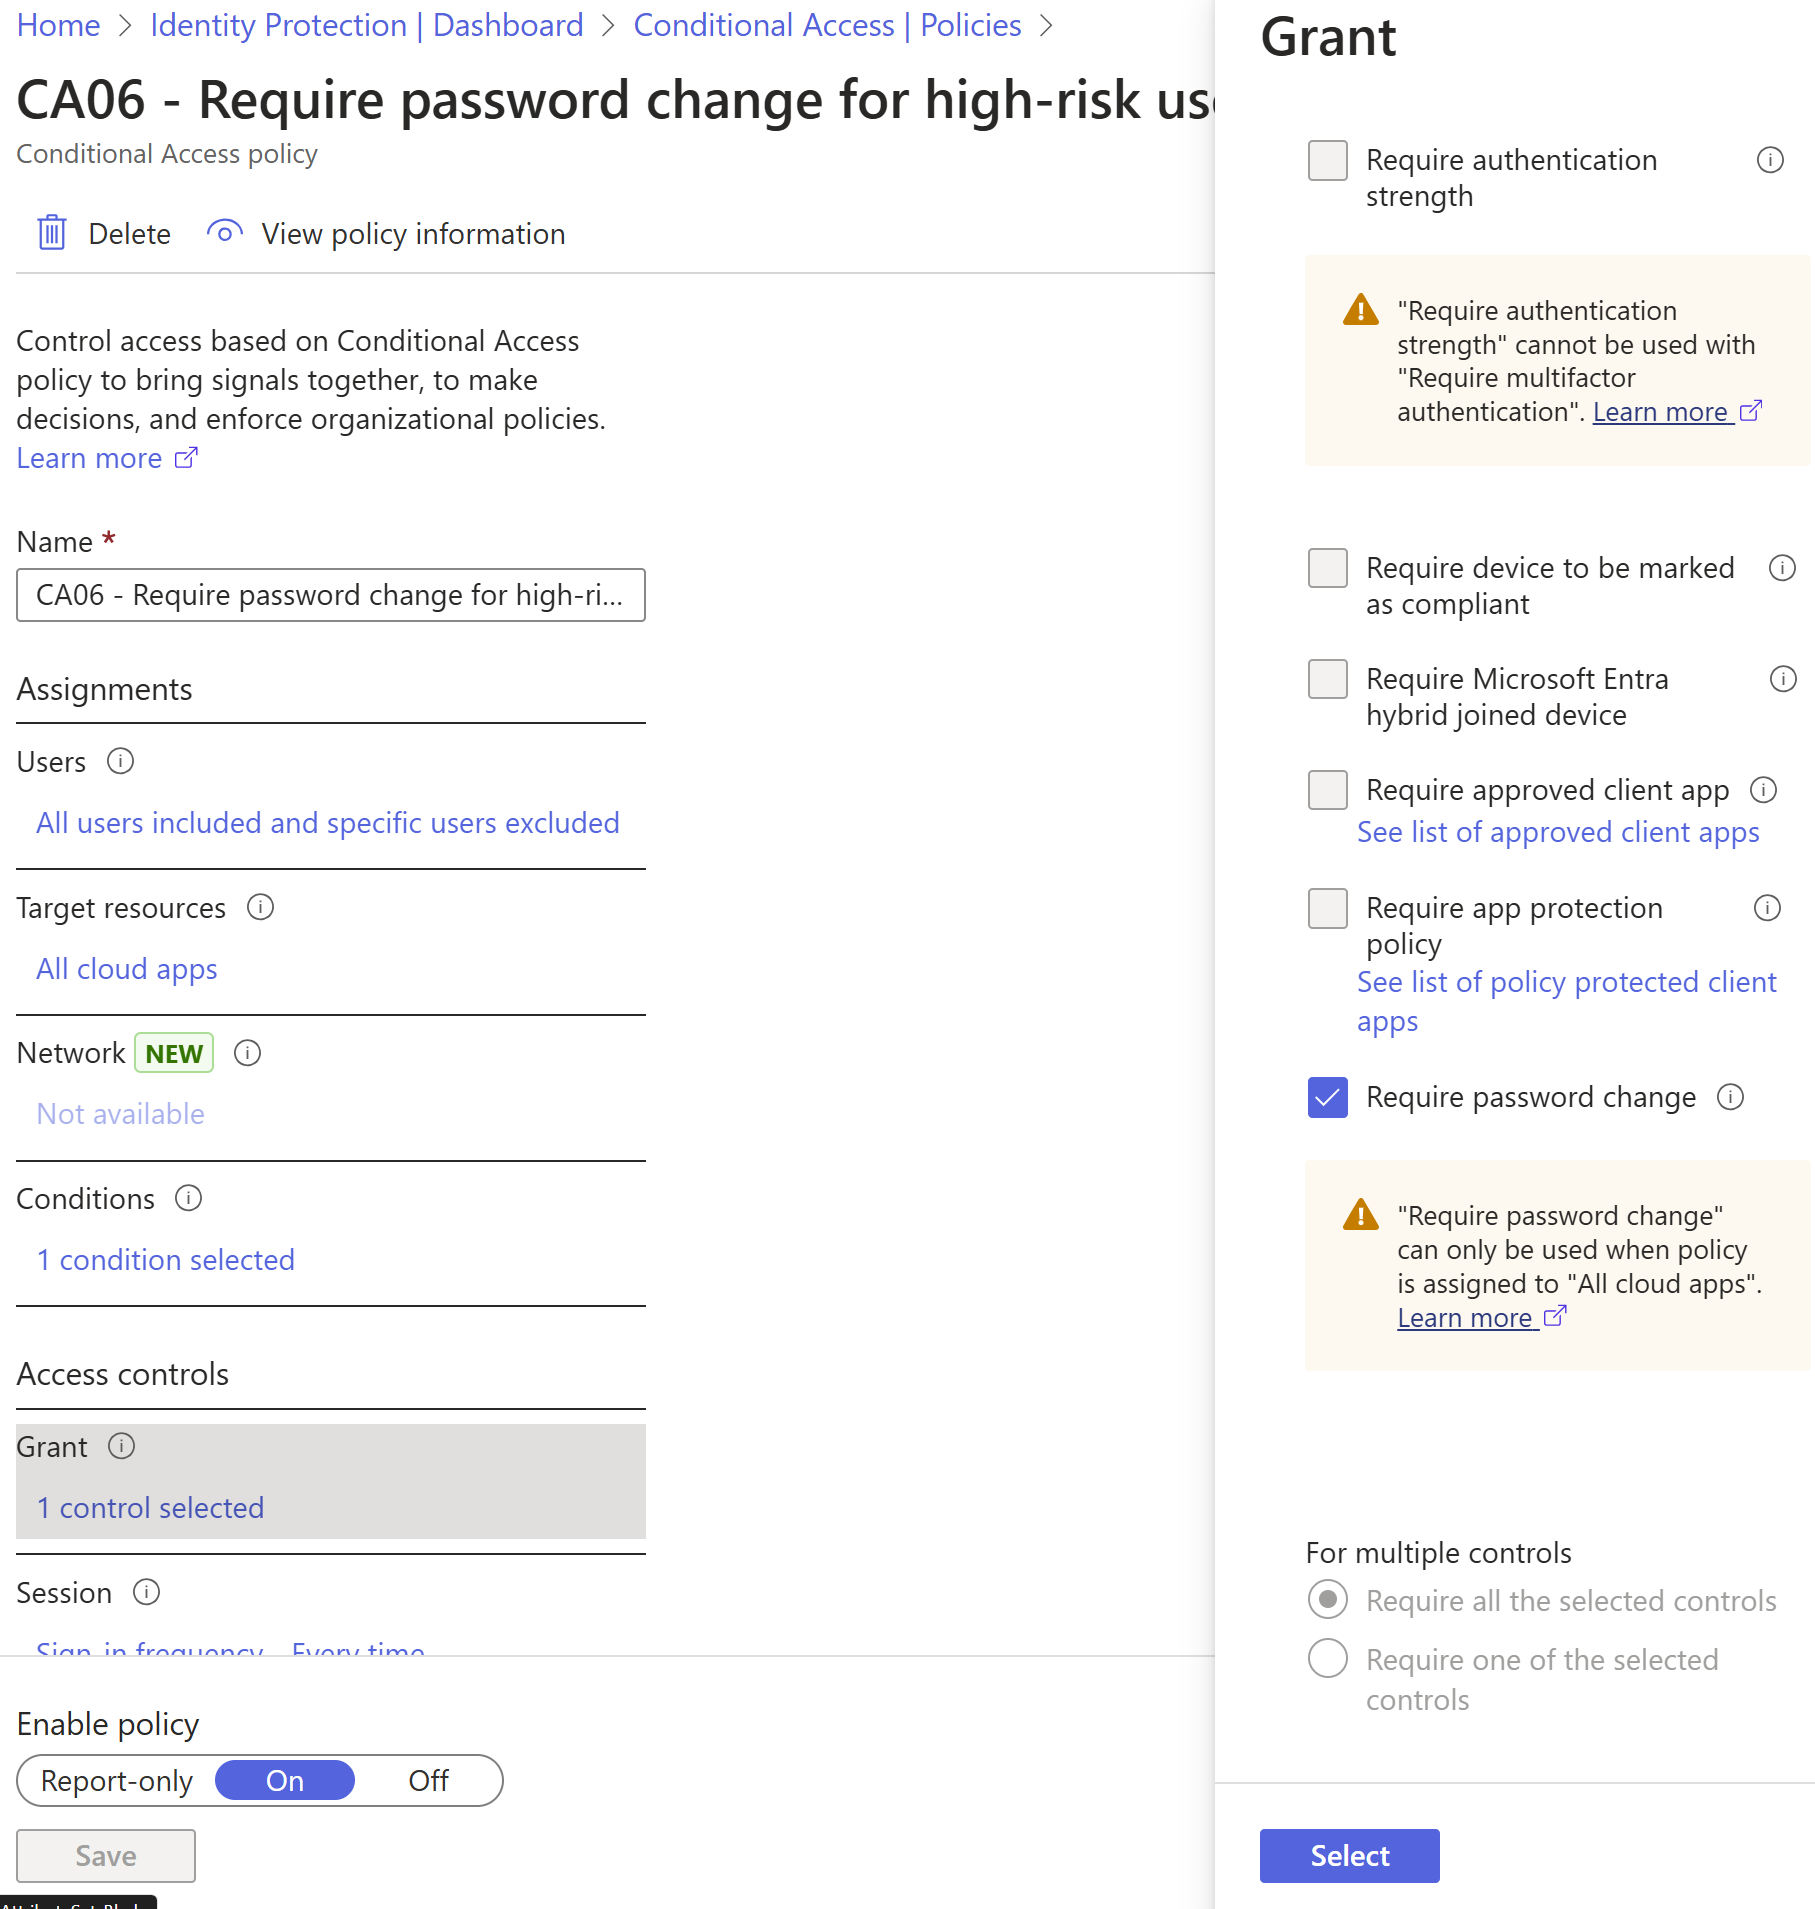 Home > Identity Protection | Dashboard > Conditional Access | Policies >
CA06 - Require password change for high-risk use
Conditional Access policy
Delete View policy information
Control access based on Conditional Access
policy to bring signals together, to make
decisions, and enforce organizational policies.
Learn more
Name *
CA06 - Require password change for high-ri...
Assignments
Users
All users included and specific users excluded
Target resources
All cloud apps
Network NEW
Not available
Conditions
1 condition selected
Access controls
Grant
1 control selected
Session
Sign-in frequency - Every time
Enable policy
Report-only On Off
Save
Grant
Require authentication
strength
"Require authentication
strength" cannot be used with
"Require multifactor
authentication". Learn more
Require device to be marked
as compliant
Require Microsoft Entra
hybrid joined device
Require approved client app
See list of approved client apps
Require app protection
policy
See list of policy protected client
apps
Require password change
"Require password change"
can only be used when policy
is assigned to "All cloud apps".
Learn more
For multiple controls
Require all the selected controls
Require one of the selected
controls
Select